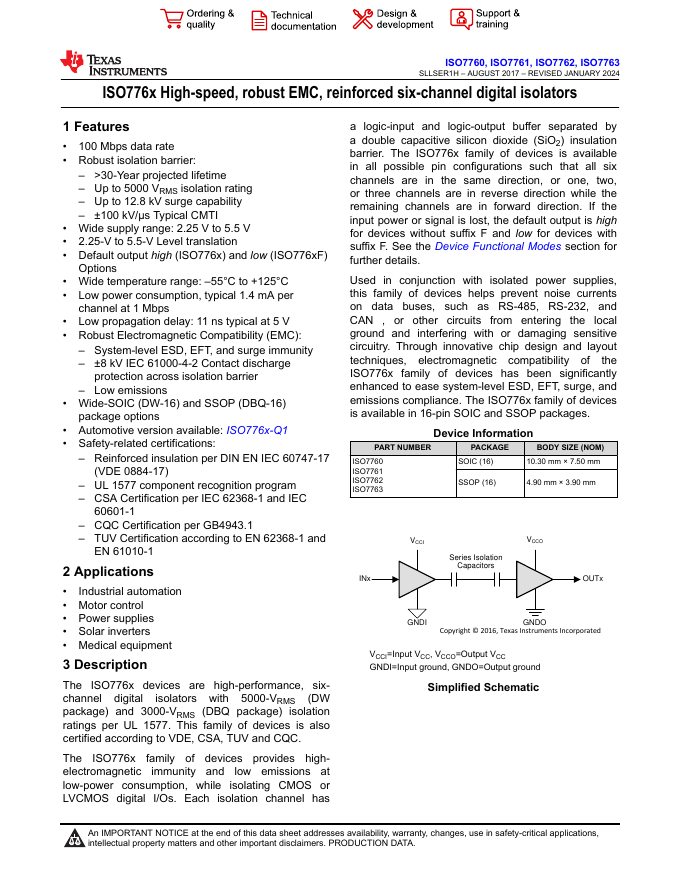 Ordering & quality
Technical documentation
Design & development
Support & training
TEXAS INSTRUMENTS
ISO7760, ISO7761, ISO7762, ISO7763
SLLSER1H – AUGUST 2017 – REVISED JANUARY 2024
ISO776x High-speed, robust EMC, reinforced six-channel digital isolators
1 Features
• 100 Mbps data rate
• Robust isolation barrier:
– >30-Year projected lifetime
– Up to 5000 VRMS isolation rating
– Up to 12.8 kV surge capability
– ±100 kV/μs Typical CMTI
• Wide supply range: 2.25 V to 5.5 V
• 2.25-V to 5.5-V Level translation
• Default output high (ISO776x) and low (ISO776xF)
Options
• Wide temperature range: –55°C to +125°C
• Low power consumption, typical 1.4 mA per
channel at 1 Mbps
• Low propagation delay: 11 ns typical at 5 V
• Robust Electromagnetic Compatibility (EMC):
– System-level ESD, EFT, and surge immunity
– ±8 kV IEC 61000-4-2 Contact discharge
protection across isolation barrier
– Low emissions
• Wide-SOIC (DW-16) and SSOP (DBQ-16)
package options
• Automotive version available: ISO776x-Q1
• Safety-related certifications:
– Reinforced insulation per DIN EN IEC 60747-17
(VDE 0884-17)
– UL 1577 component recognition program
– CSA Certification per IEC 62368-1 and IEC
60601-1
– CQC Certification per GB4943.1
– TUV Certification according to EN 62368-1 and
EN 61010-1
2 Applications
• Industrial automation
• Motor control
• Power supplies
• Solar inverters
• Medical equipment
3 Description
The ISO776x devices are high-performance, six-
channel digital isolators with 5000-VRMS (DW
package) and 3000-VRMS (DBQ package) isolation
ratings per UL 1577. This family of devices is also
certified according to VDE, CSA, TUV and CQC.
The ISO776x family of devices provides high-
electromagnetic immunity and low emissions at
low-power consumption, while isolating CMOS or
LVCMOS digital I/Os. Each isolation channel has
a logic-input and logic-output buffer separated by
a double capacitive silicon dioxide (SiO2) insulation
barrier. The ISO776x family of devices is available
in all possible pin configurations such that all six
channels are in the same direction, or one, two,
or three channels are in reverse direction while the
remaining channels are in forward direction. If the
input power or signal is lost, the default output is high
for devices without suffix F and low for devices with
suffix F. See the Device Functional Modes section for
further details.
Used in conjunction with isolated power supplies,
this family of devices helps prevent noise currents
on data buses, such as RS-485, RS-232, and
CAN , or other circuits from entering the local
ground and interfering with or damaging sensitive
circuitry. Through innovative chip design and layout
techniques, electromagnetic compatibility of the
ISO776x family of devices has been significantly
enhanced to ease system-level ESD, EFT, surge, and
emissions compliance. The ISO776x family of devices
is available in 16-pin SOIC and SSOP packages.
Device Information
PART NUMBER PACKAGE BODY SIZE (NOM)
ISO7760 SOIC (16) 10.30 mm × 7.50 mm
ISO7761
ISO7762 SSOP (16) 4.90 mm × 3.90 mm
ISO7763
VCCI VCCO
Series Isolation
Capacitors
INx OUTx
GNDI GNDO
Copyright © 2016, Texas Instruments Incorporated
VCCI=Input VCC, VCCO=Output VCC
GNDI=Input ground, GNDO=Output ground
Simplified Schematic
An IMPORTANT NOTICE at the end of this data sheet addresses availability, warranty, changes, use in safety-critical applications,
intellectual property matters and other important disclaimers. PRODUCTION DATA.